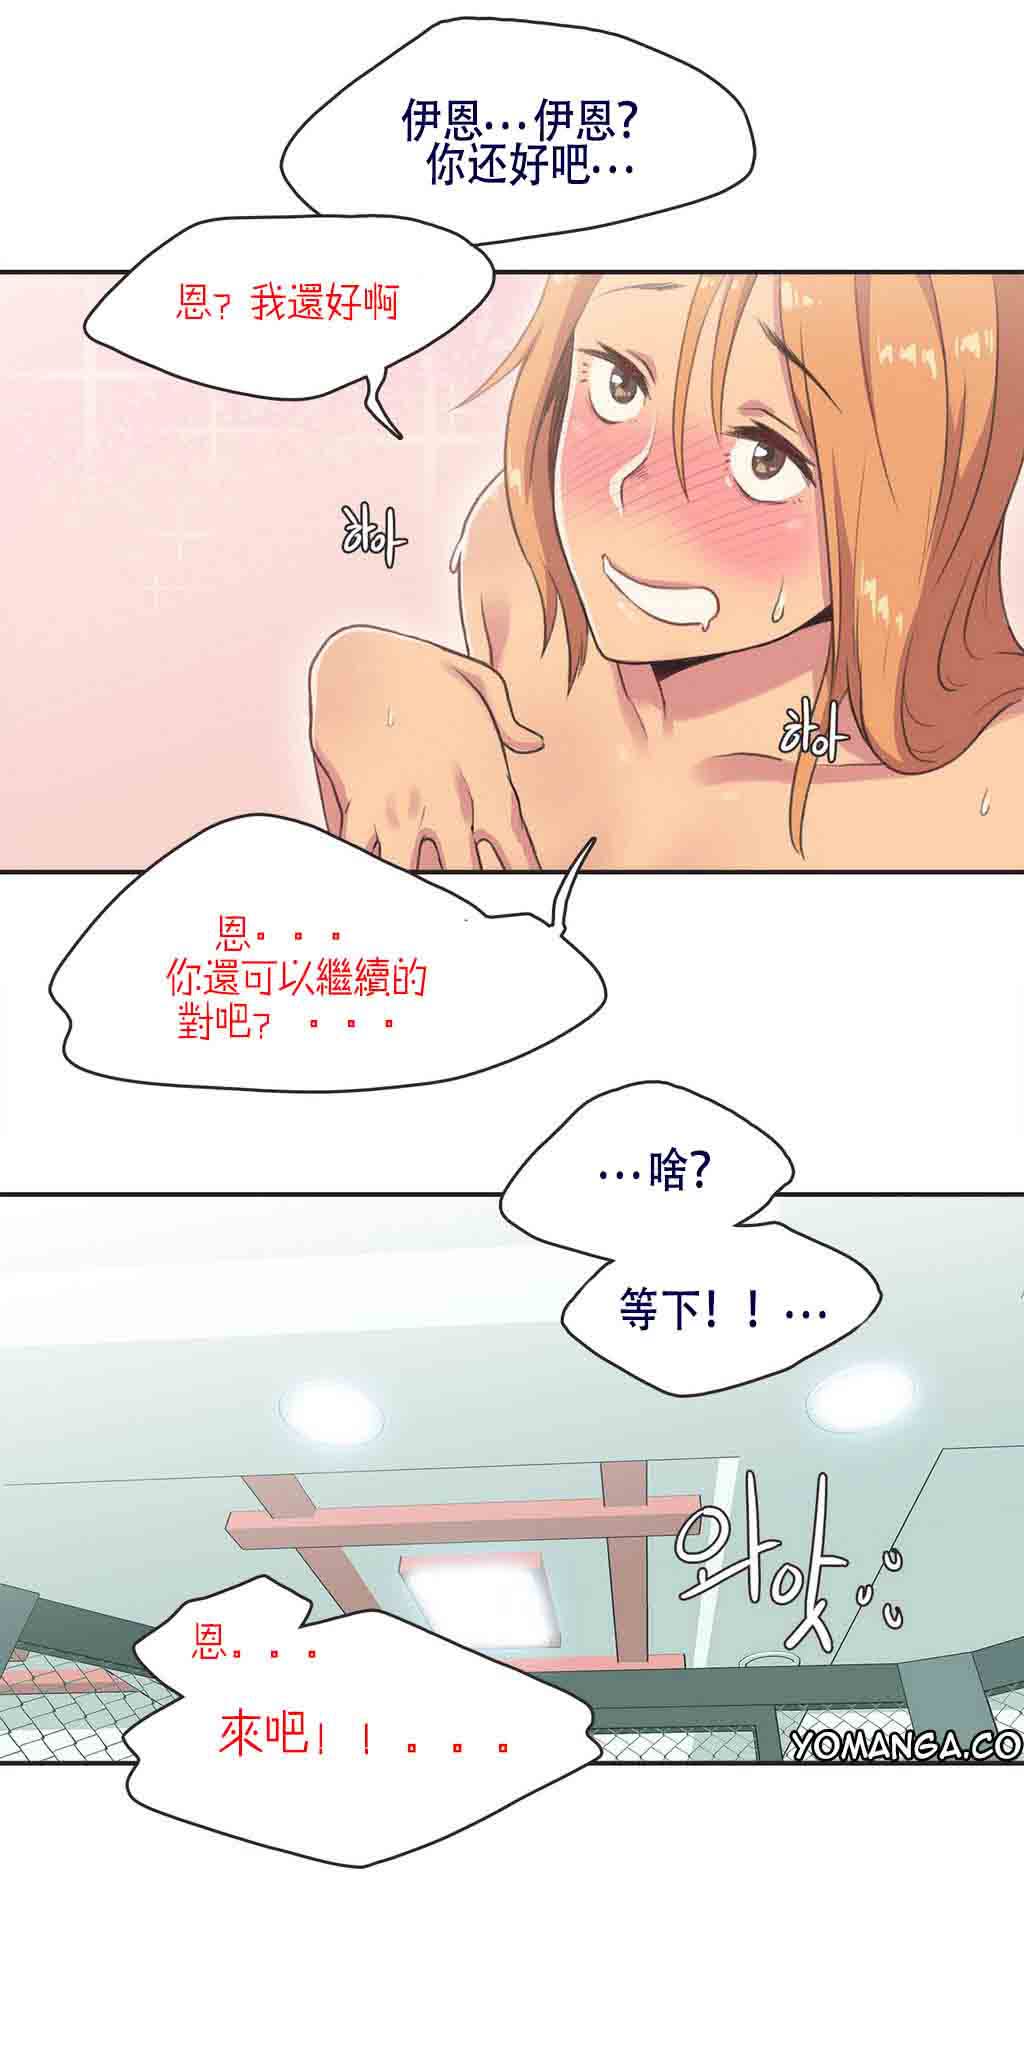 伊恩…伊恩?
你还好吧…
恩? 我還好啊
하아
하아
恩...
你還可以繼續的
對吧? ...
…啥?
等下!!…
와앗
恩...
來吧!!...
YOMANGA.CO